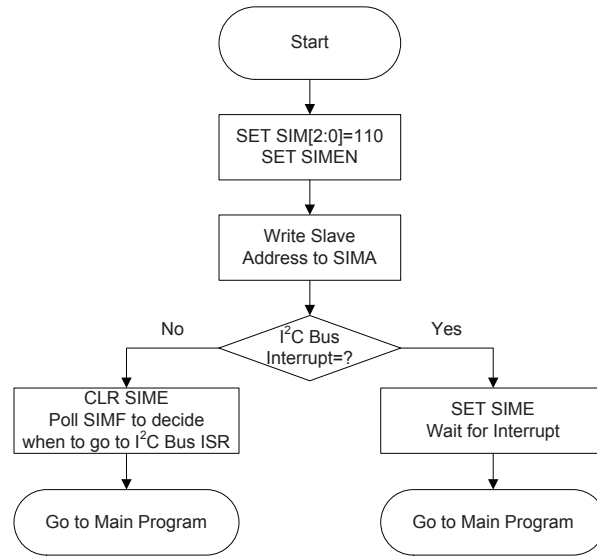 Start
SET SIM[2:0]=110
SET SIMEN
Write Slave
Address to SIMA
No
I²C Bus
Interrupt=?
Yes
CLR SIME
Poll SIMF to decide
when to go to I²C Bus ISR
SET SIME
Wait for Interrupt
Go to Main Program
Go to Main Program